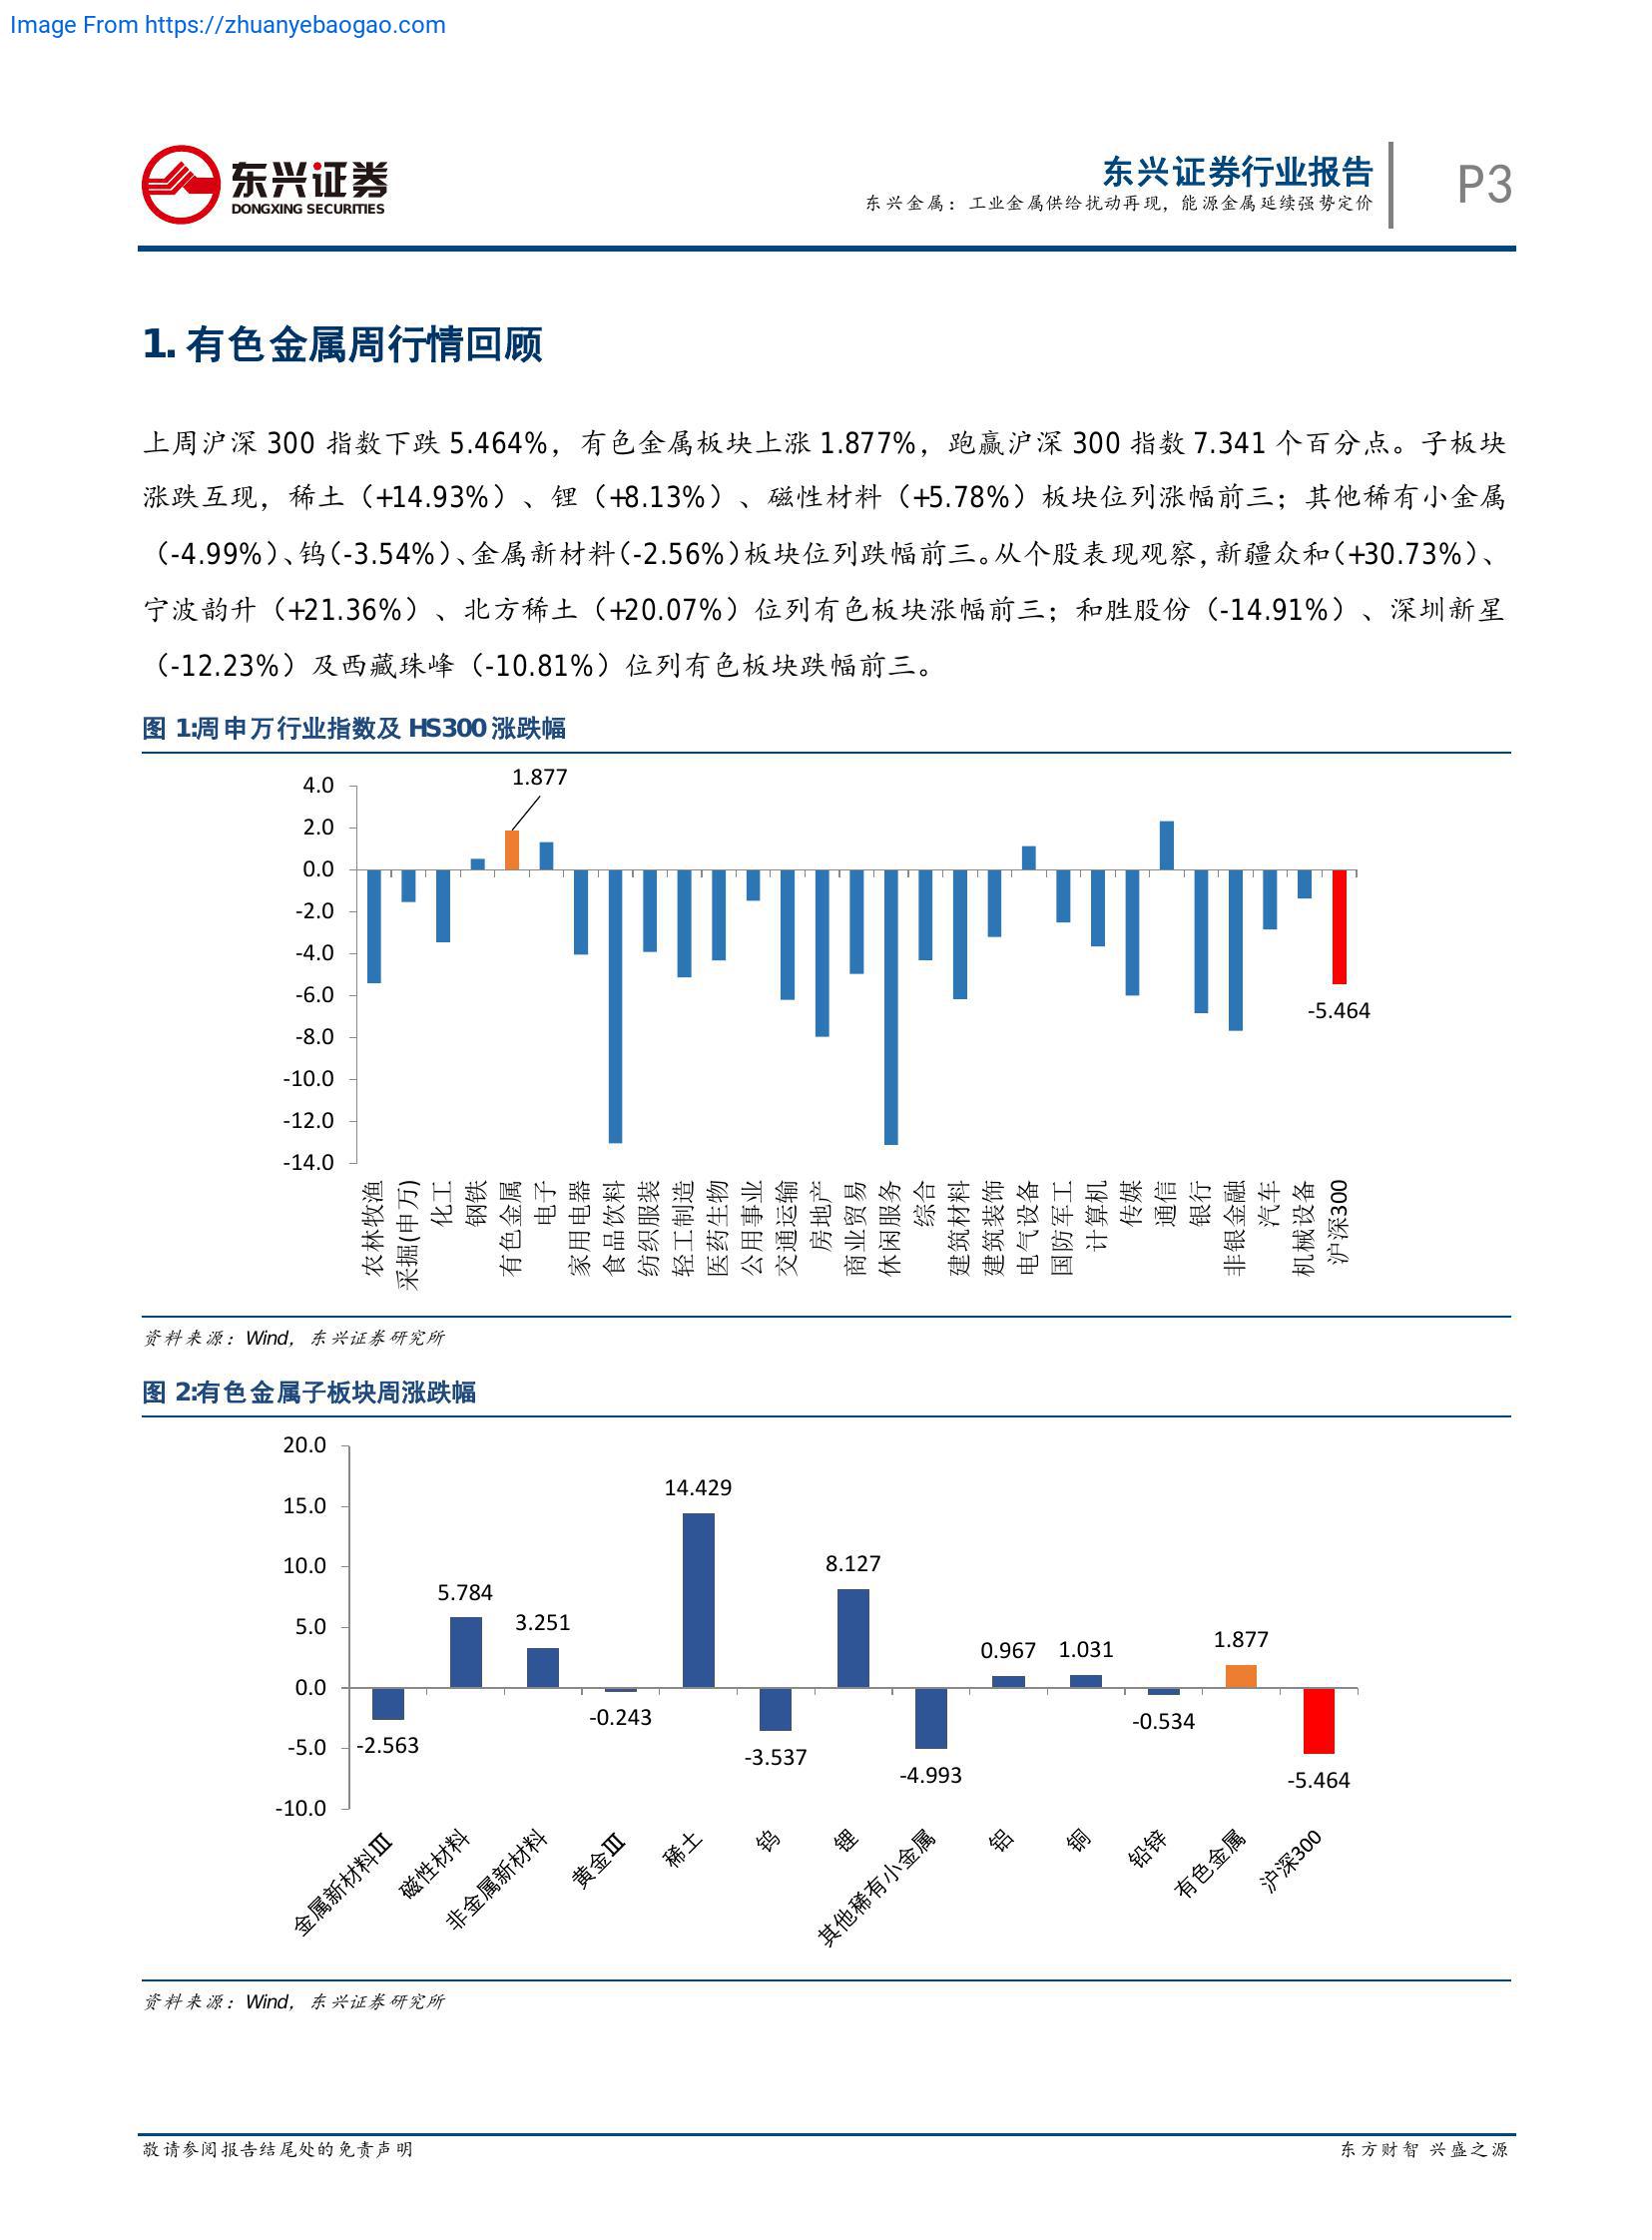 Image From https://zhuanyebaogao.com
东兴证券
DONGXING SECURITIES
东兴证券行业报告
东兴金属：工业金属供给扰动再现，能源金属延续强势定价
P3
1. 有色金属周行情回顾
上周沪深 300 指数下跌 5.464%，有色金属板块上涨 1.877%，跑赢沪深 300 指数 7.341 个百分点。子板块
涨跌互现，稀土（+14.93%）、锂（+8.13%）、磁性材料（+5.78%）板块位列涨幅前三；其他稀有小金属
（-4.99%）、钨（-3.54%）、金属新材料（-2.56%）板块位列跌幅前三。从个股表现观察，新疆众和（+30.73%）、
宁波韵升（+21.36%）、北方稀土（+20.07%）位列有色板块涨幅前三；和胜股份（-14.91%）、深圳新星
（-12.23%）及西藏珠峰（-10.81%）位列有色板块跌幅前三。
图 1:周申万行业指数及 HS300 涨跌幅
1.877
4.0
2.0
0.0
-2.0
-4.0
-6.0
-8.0
-10.0
-12.0
-14.0
-5.464
农林牧渔
采掘(申万)
化工
钢铁
有色金属
电子
家用电器
食品饮料
纺织服装
轻工制造
医药生物
公用事业
交通运输
房地产
商业贸易
休闲服务
综合
建筑材料
建筑装饰
电气设备
国防军工
计算机
传媒
通信
银行
非银金融
汽车
机械设备
沪深300
资料来源：Wind，东兴证券研究所
图 2:有色金属子板块周涨跌幅
20.0
15.0
10.0
5.0
0.0
-5.0
-10.0
-2.563
5.784
3.251
-0.243
14.429
-3.537
8.127
-4.993
0.967
1.031
-0.534
1.877
-5.464
金属新材料Ⅲ
磁性材料
非金属新材料
黄金Ⅲ
稀土
钨
锂
其他稀有小金属
铝
铜
铅锌
有色金属
沪深300
资料来源：Wind，东兴证券研究所
敬请参阅报告结尾处的免责声明
东方财智 兴盛之源